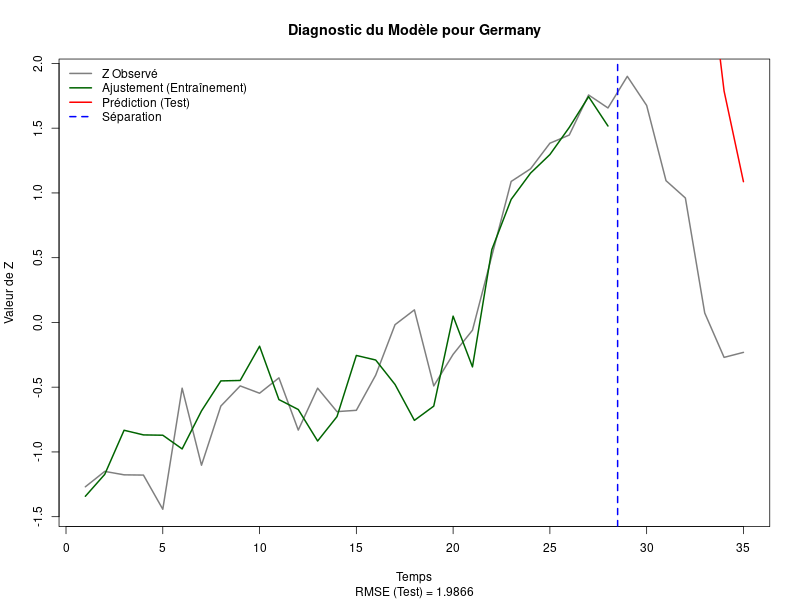 Diagnostic du Modèle pour Germany
Z Observé
Ajustement (Entraînement)
Prédiction (Test)
Séparation
Valeur de Z
2.0
1.5
1.0
0.5
0.0
-0.5
-1.0
-1.5
0 5 10 15 20 25 30 35
Temps
RMSE (Test) = 1.9866